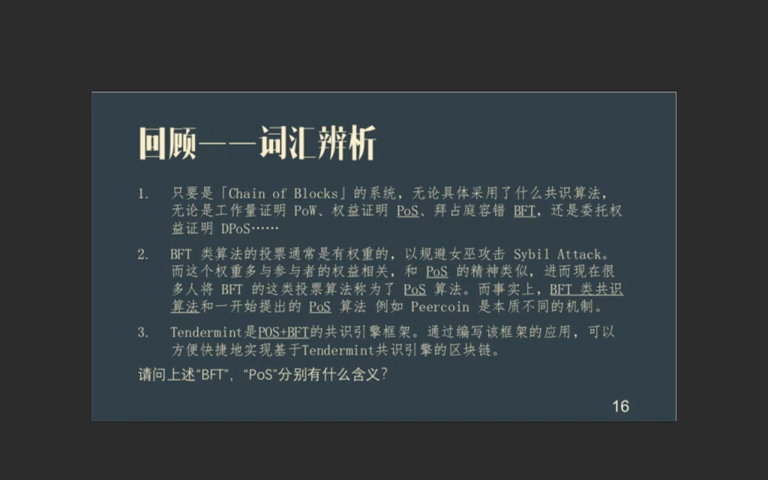 回顾——词汇辨析
1. 只要是「Chain of Blocks」的系统，无论具体采用了什么共识算法，
无论是工作量证明 PoW、权益证明 PoS、拜占庭容错 BFT，还是委托权
益证明 DPoS……
2. BFT 类算法的投票通常是有权重的，以规避女巫攻击 Sybil Attack。
而这个权重多与参与者的权益相关，和 PoS 的精神类似，进而现在很
多人将 BFT 的这类投票算法称为了 PoS 算法。而事实上，BFT 类共识
算法和一开始提出的 PoS 算法 例如 Peercoin 是本质不同的机制。
3. Tendermint是POS+BFT的共识引擎框架。通过编写该框架的应用，可以
方便快捷地实现基于Tendermint共识引擎的区块链。
请问上述“BFT”，“PoS”分别有什么含义？
16